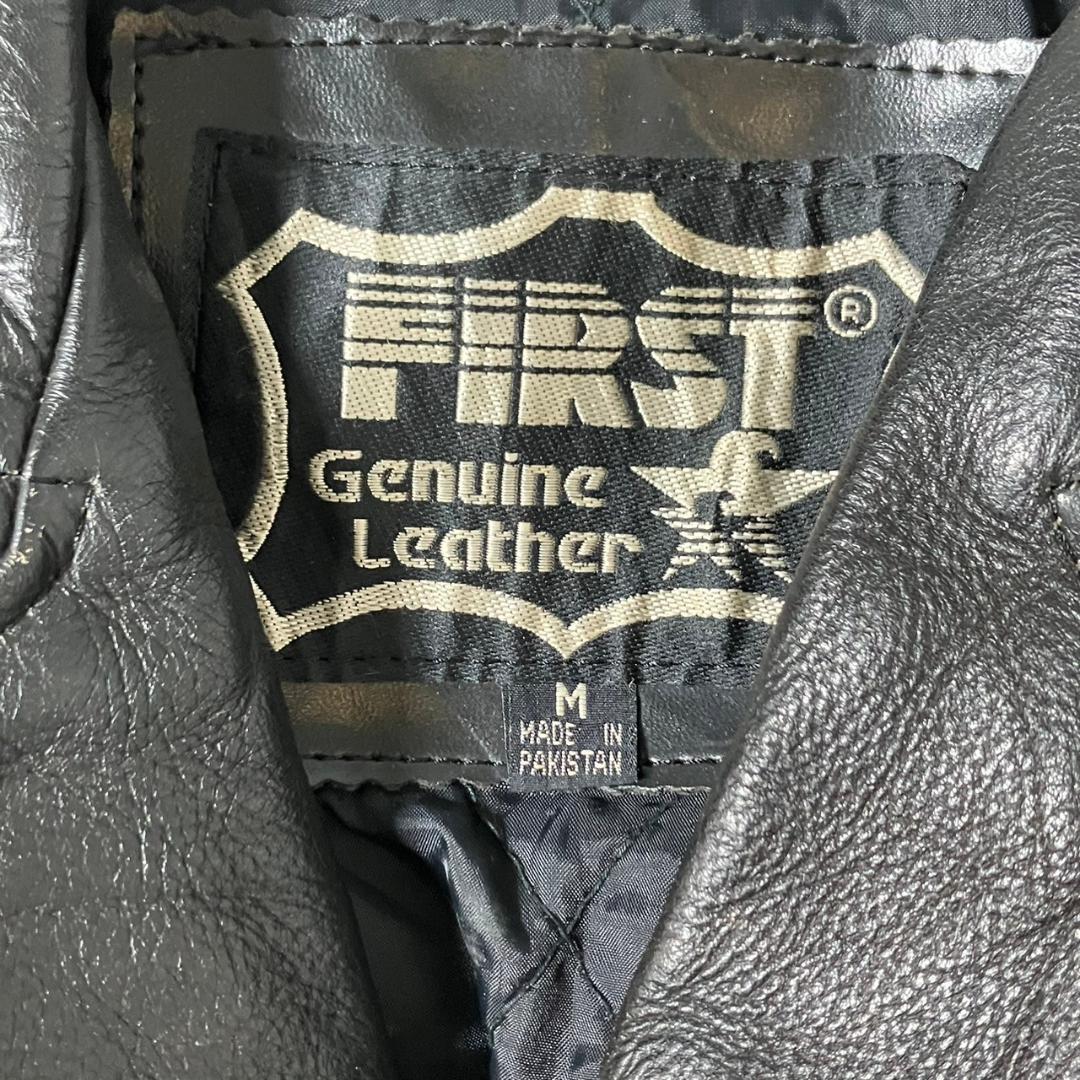 FIRST®
Genuine
Leather
M
MADE IN
PAKISTAN